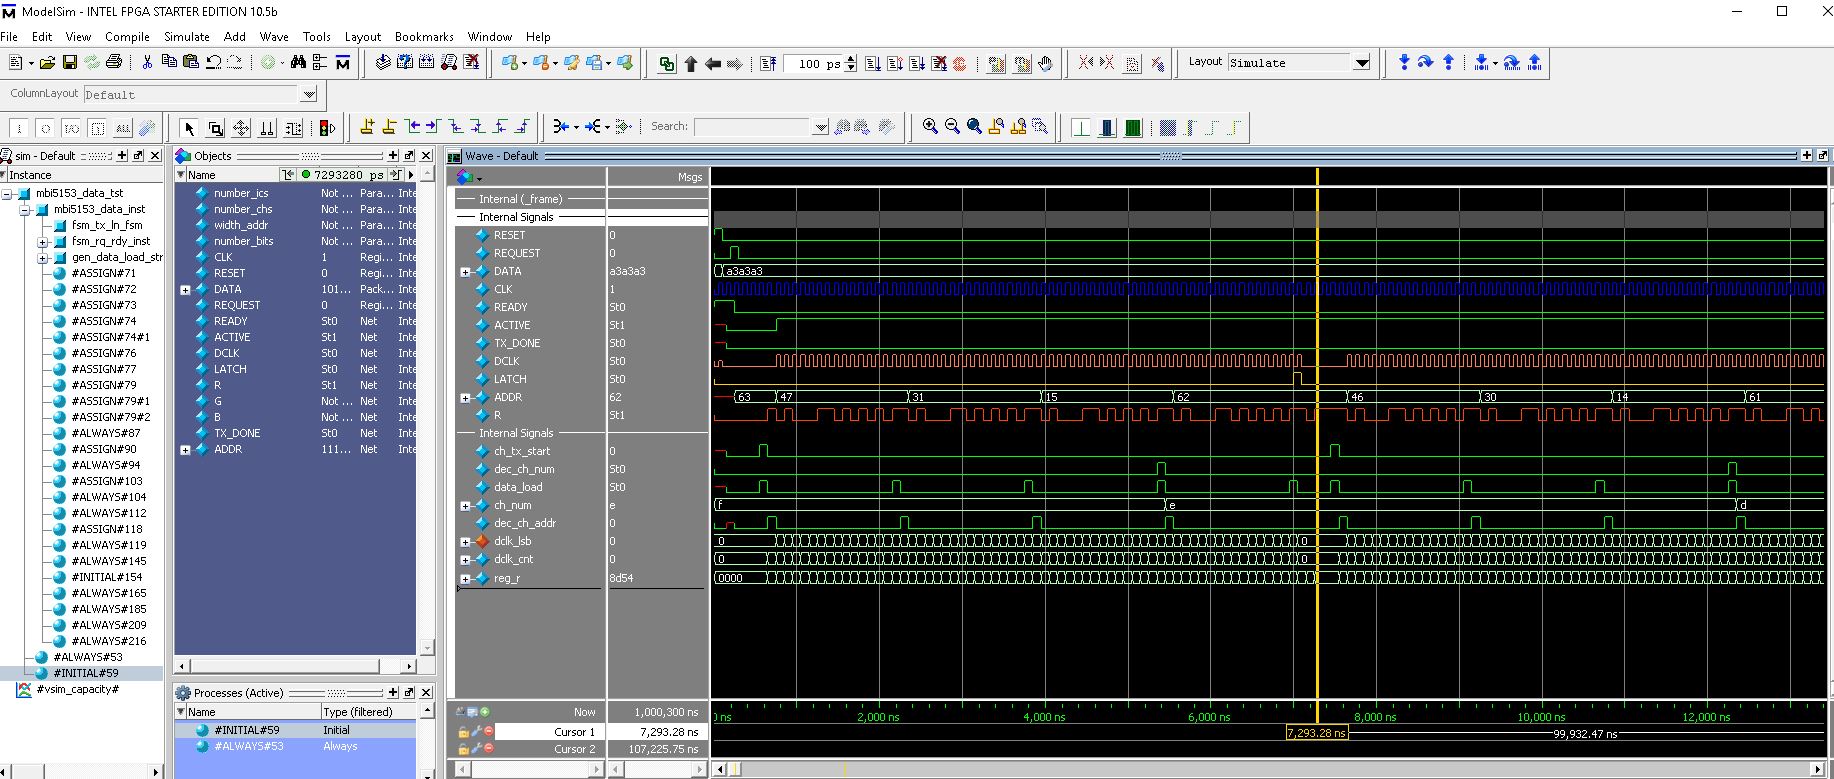 ModelSim - INTEL FPGA STARTER EDITION 10.5b
File Edit View Compile Simulate Add Wave Tools Layout Bookmarks Window Help
100 ps Layout Simulate
ColumnLayout Default
Search:
sim - Default
Instance
mbi5153_data_tst
mbi5153_data_inst
fsm_tx_ln_fsm
fsm_rq_rdy_inst
gen_data_load_str
#ASSIGN#71
#ASSIGN#72
#ASSIGN#73
#ASSIGN#74
#ASSIGN#74#1
#ASSIGN#76
#ASSIGN#77
#ASSIGN#79
#ASSIGN#79#1
#ASSIGN#79#2
#ALWAYS#87
#ASSIGN#90
#ALWAYS#94
#ASSIGN#103
#ALWAYS#104
#ALWAYS#112
#ASSIGN#118
#ALWAYS#119
#ALWAYS#145
#INITIAL#154
#ALWAYS#165
#ALWAYS#185
#ALWAYS#209
#ALWAYS#216
#ALWAYS#53
#INITIAL#59
#vsim_capacity#
Objects
Name 7293280 ps
number_ics Not ... Para... Inte
number_chs Not ... Para... Inte
width_addr Not ... Para... Inte
number_bits Not ... Para... Inte
CLK 1 Regi... Inte
RESET 0 Regi... Inte
DATA 101... Pack... Inte
REQUEST 0 Regi... Inte
READY St0 Net Inte
ACTIVE St1 Net Inte
DCLK St0 Net Inte
LATCH St0 Net Inte
R St1 Net Inte
G Not ... Net Inte
B Not ... Net Inte
TX_DONE St0 Net Inte
ADDR 111... Net Inte
Processes (Active)
Name Type (filtered)
#INITIAL#59 Initial
#ALWAYS#53 Always
Wave - Default
Msgs
Internal (_frame)
Internal Signals
RESET 0
REQUEST 0
DATA a3a3a3 a3a3a3
CLK 1
READY St0
ACTIVE St1
TX_DONE St0
DCLK St0
LATCH St0
ADDR 62 63 47 31 15 62 46 30 14 61
R St1
Internal Signals
ch_tx_start 0
dec_ch_num St0
data_load St0
ch_num e f e d
dec_ch_addr 0
dclk_lsb 0 0 0
dclk_cnt 0 0 0
reg_r 8d54 0000
Now 1,000,300 ns ns 2,000 ns 4,000 ns 6,000 ns 8,000 ns 10,000 ns 12,000 ns
Cursor 1 7,293.28 ns 7,293.28 ns 99,932.47 ns
Cursor 2 107,225.75 ns